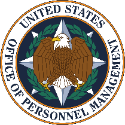 UNITED STATES
OFFICE OF PERSONNEL MANAGEMENT